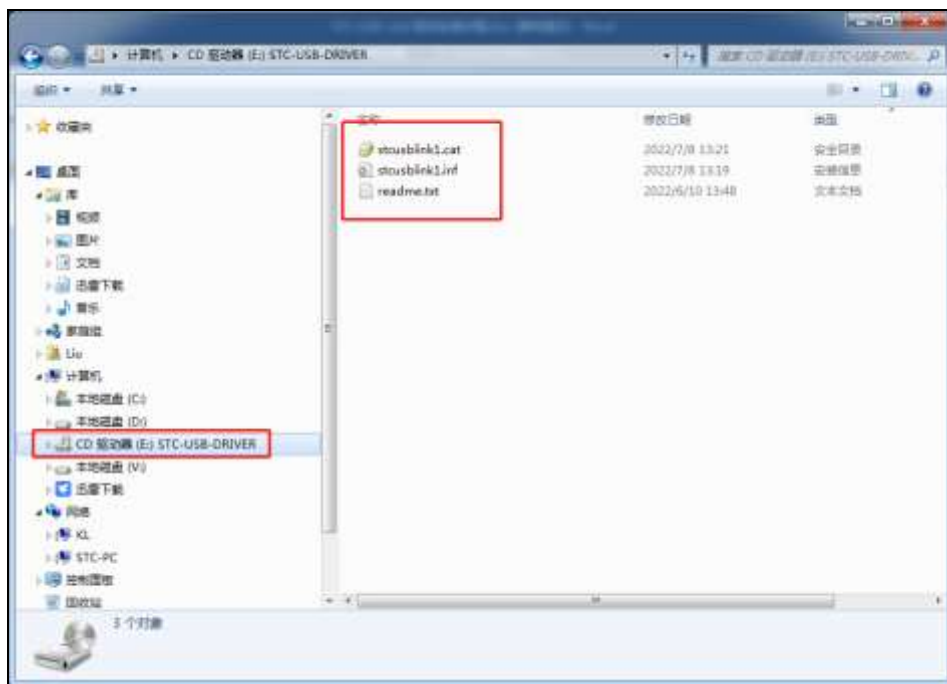 计算机 ▸ CD 驱动器 (E:) STC-USB-DRIVER
组织 共享
收藏夹
名称 修改日期 类型
stcusblink1.cat 2022/7/8 13:21 安全目录
stcusblink1.inf 2022/7/8 13:19 安装信息
readme.txt 2022/6/10 13:48 文本文档
桌面
库
视频
图片
文档
迅雷下载
音乐
家庭组
Liu
计算机
本地磁盘 (C:)
本地磁盘 (D:)
CD 驱动器 (E:) STC-USB-DRIVER
本地磁盘 (V:)
迅雷下载
网络
KL
STC-PC
控制面板
回收站
3 个对象